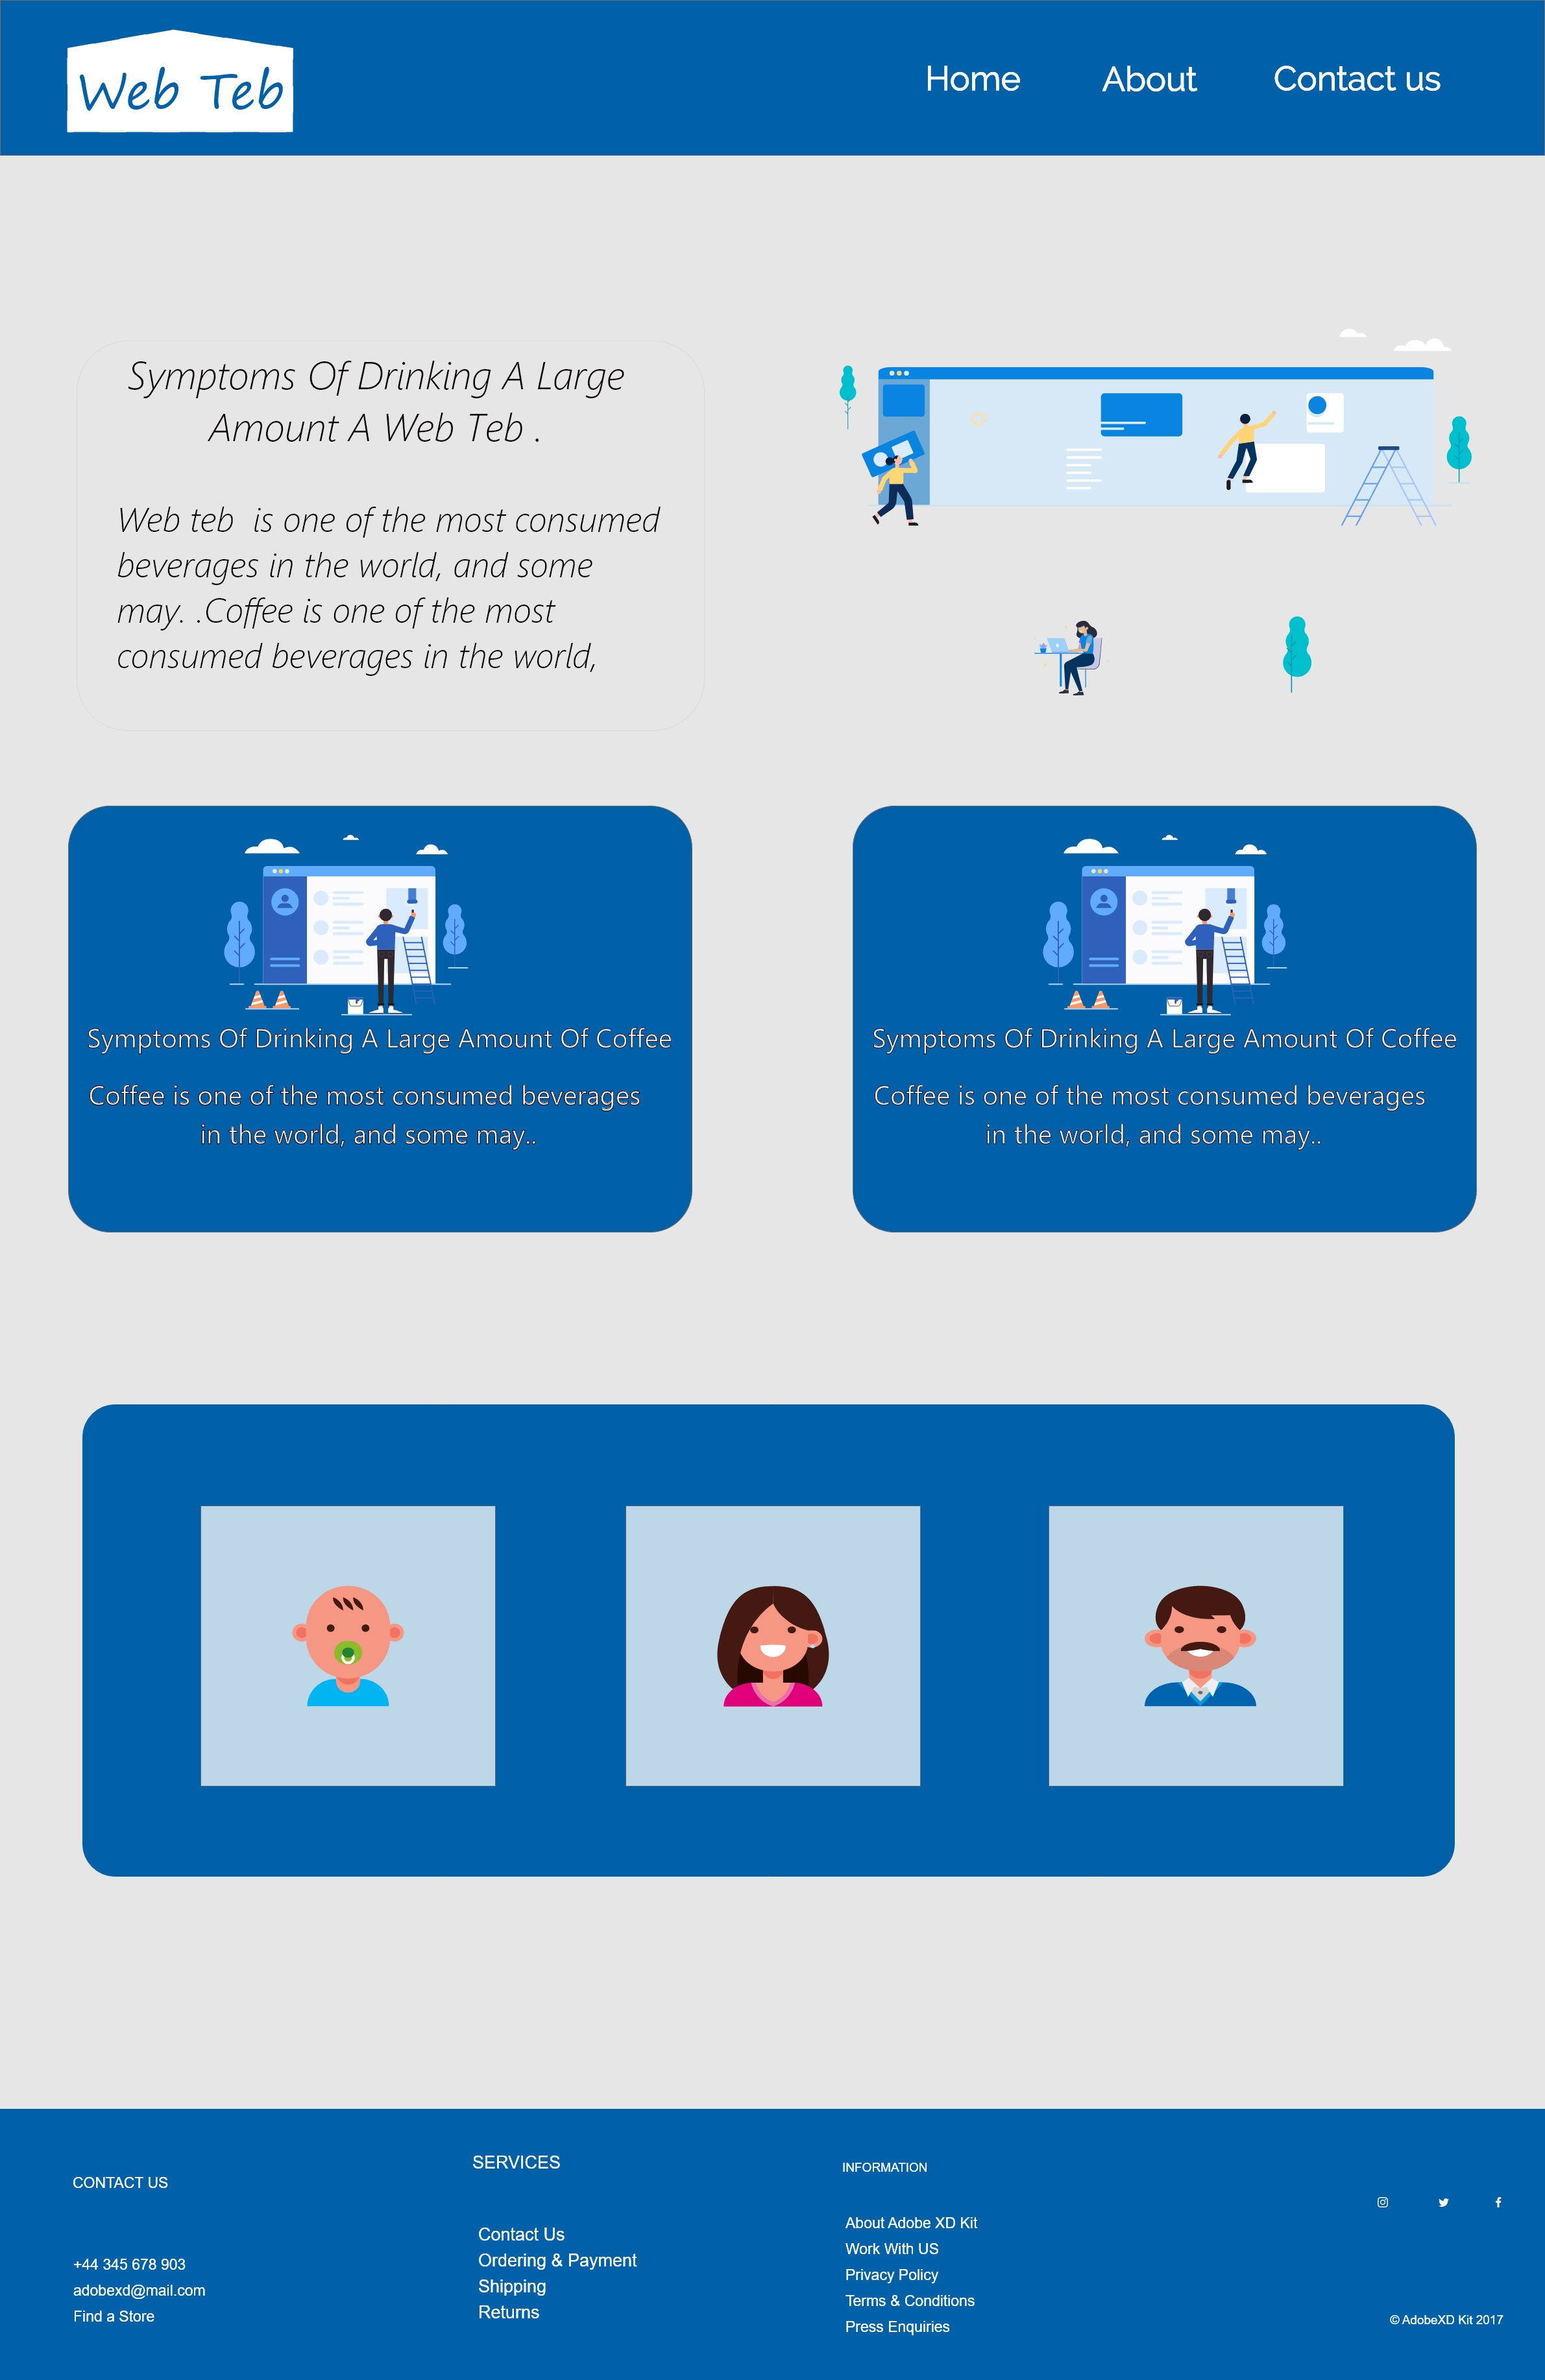 Web Teb
Home
About
Contact us
Symptoms Of Drinking A Large
Amount A Web Teb .
Web teb  is one of the most consumed
beverages in the world, and some
may. .Coffee is one of the most
consumed beverages in the world,
Symptoms Of Drinking A Large Amount Of Coffee
Coffee is one of the most consumed beverages
in the world, and some may..
Symptoms Of Drinking A Large Amount Of Coffee
Coffee is one of the most consumed beverages
in the world, and some may..
CONTACT US
+44 345 678 903
adobexd@mail.com
Find a Store
SERVICES
Contact Us
Ordering & Payment
Shipping
Returns
INFORMATION
About Adobe XD Kit
Work With US
Privacy Policy
Terms & Conditions
Press Enquiries
© AdobeXD Kit 2017